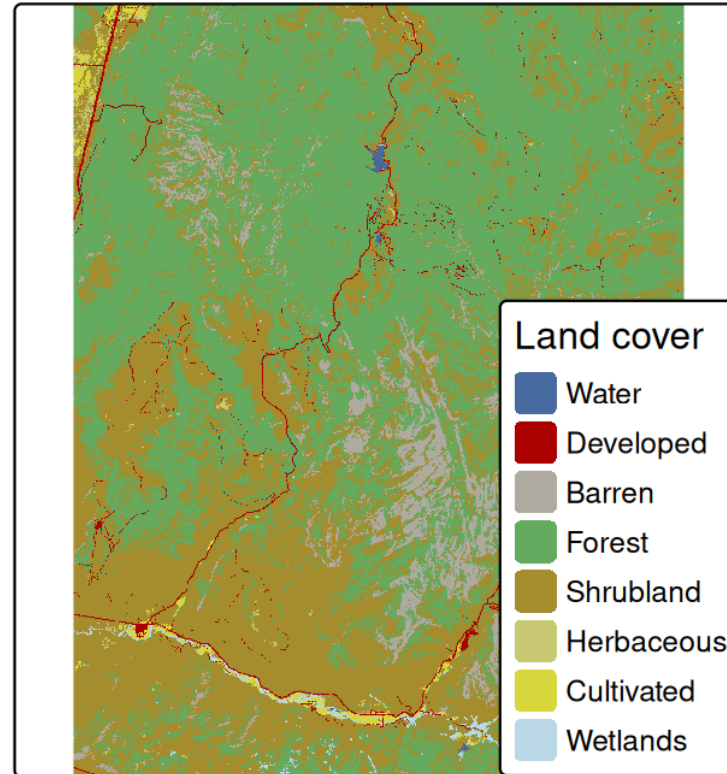 Land cover
Water
Developed
Barren
Forest
Shrubland
Herbaceous
Cultivated
Wetlands